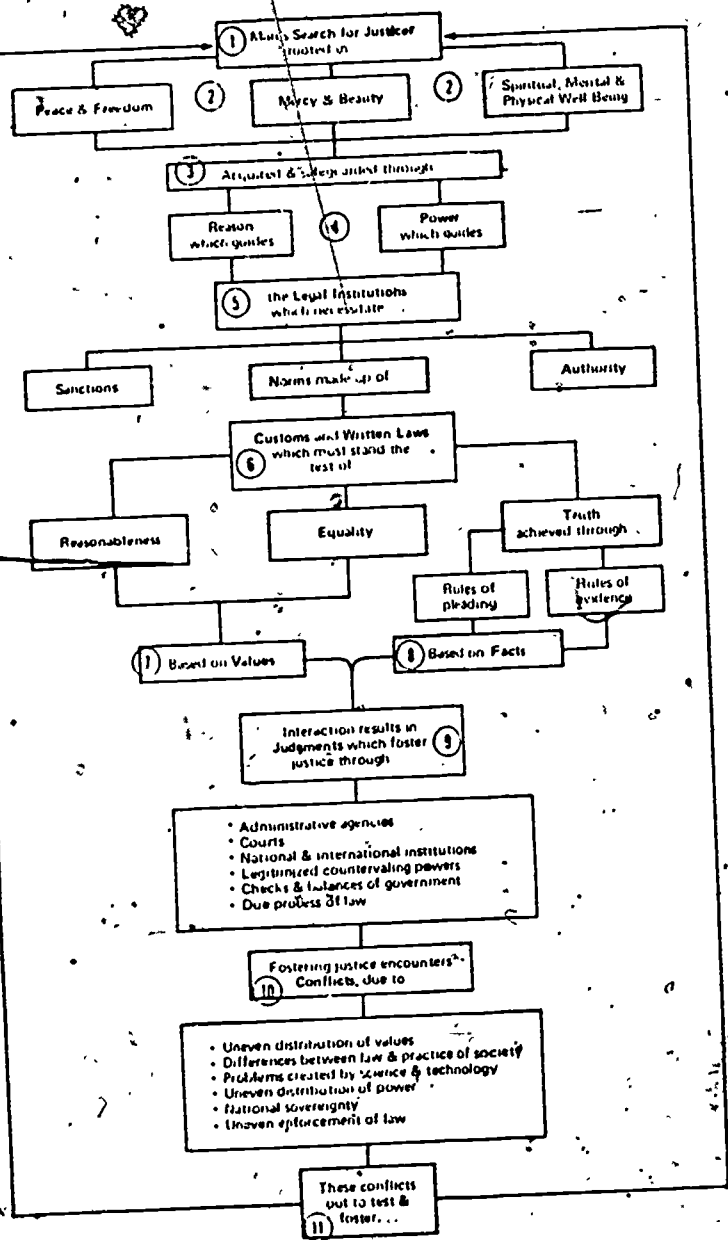 1 Man's Search for Justice
rooted in
Peace & Freedom
2
Mercy & Beauty
2
Spiritual, Mental &
Physical Well Being
3 Acquired & safeguarded through
Reason
which guides
4
Power
which guides
5 the Legal Institutions
which necessitate
Sanctions
Norms made up of
Authority
Customs and Written Laws
which must stand the
6 test of
Reasonableness
Equality
Truth
achieved through
Rules of
pleading
Rules of
evidence
7 Based on Values
8 Based on Facts
Interaction results in
Judgments which foster 9
justice through
• Administrative agencies
• Courts
• National & international institutions
• Legitimized countervaling powers
• Checks & balances of government
• Due process of law
Fostering justice encounters
10 Conflicts, due to
• Uneven distribution of values
• Differences between law & practice of society
• Problems created by science & technology
• Uneven distribution of power
• National sovereignty
• Uneven enforcement of law
These conflicts
out to test &
11 foster. . .